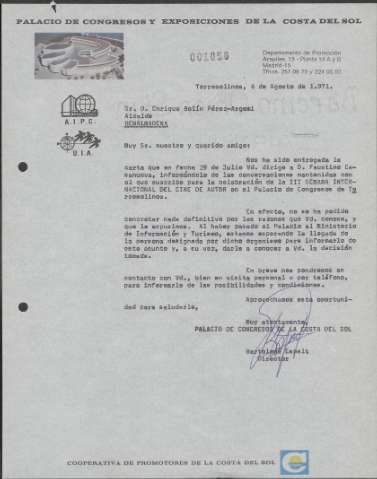 PALACIO DE CONGRESOS Y EXPOSICIONES DE LA COSTA DEL SOL
001056
Departamento de Promoción
Arquitec. 13 - Planta 14 A y D
Madrid-15
Torremolinos, 6 de Agosto de 1.971.
A.I.P.C.
U.I.A.
Sr. D. Enrique Bolín Pérez-Argemí
Alcalde
BENALMADENA
Muy Sr. nuestro y querido amigo:
Nos ha sido entregada la
carta que en fecha 29 de Julio Vd. dirige a D. Faustino Ca-
sanova, informándole de las conversaciones mantenidas con
el que suscribe para la celebración de la III SEMANA INTER-
NACIONAL DEL CINE DE AUTOR en el Palacio de Congresos de To
rremolinos.
En efecto, no se ha podido
concretar nada definitivo por las razones que Vd. conoce, y
que le expusimos. Al haber pasado el Palacio al Ministerio
de Información y Turismo, estamos esperando la llegada de
la persona designada por dicho organismo para informarle de
este asunto y, a su vez, darle a conocer a Vd. la decisión
tomada.
En breve nos pondremos en
contacto con Vd., bien en visita personal o por teléfono,
para informarle de las posibilidades y condiciones.
Aprovechamos esta oportuni-
dad para saludarle,
Muy atentamente,
PALACIO DE CONGRESOS DE LA COSTA DEL SOL
Bartolomé
Director
COOPERATIVA DE PROMOTORES DE LA COSTA DEL SOL